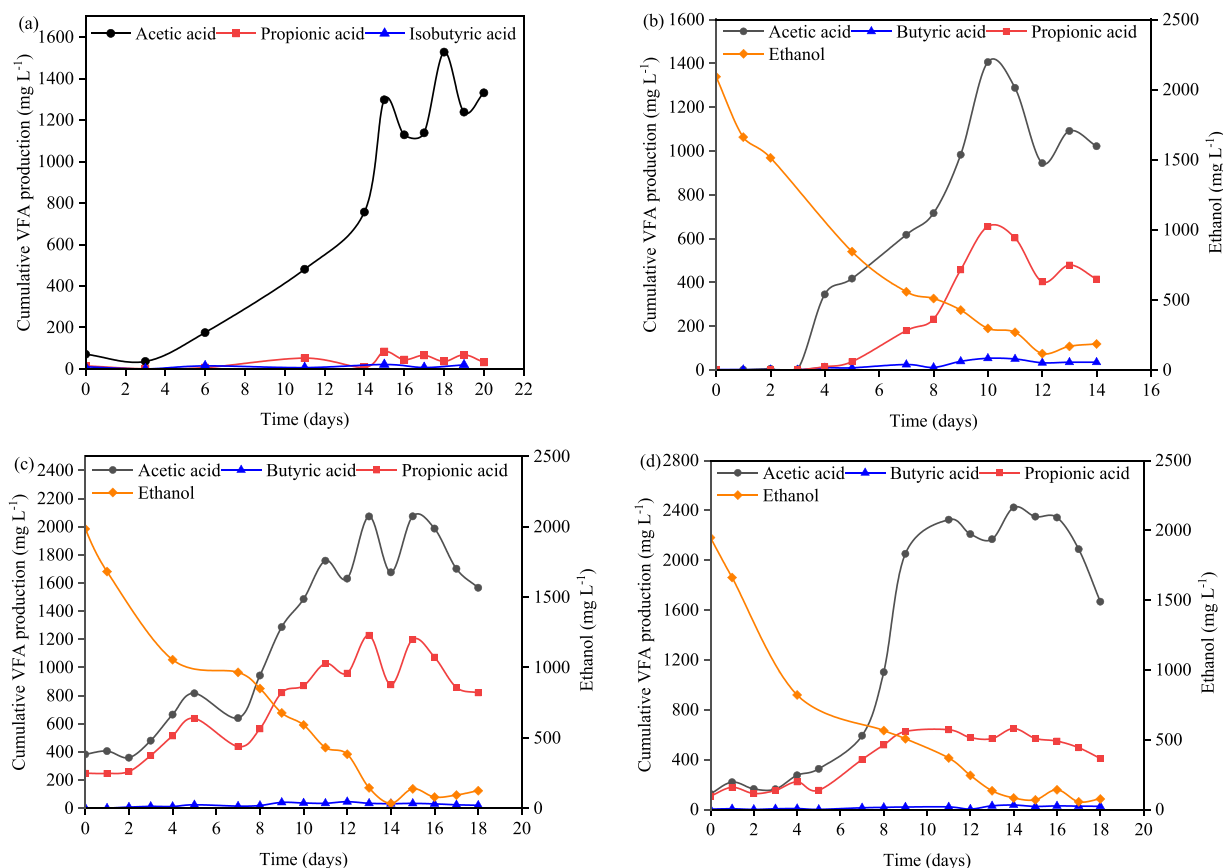 (a)
Acetic acid Propionic acid Isobutyric acid
Cumulative VFA production (mg L⁻¹)
1600
1400
1200
1000
800
600
400
200
0
0 2 4 6 8 10 12 14 16 18 20 22
Time (days)
(b)
Acetic acid Butyric acid Propionic acid
Ethanol
Cumulative VFA production (mg L⁻¹)
1600
1400
1200
1000
800
600
400
200
0
2500
2000
1500
1000
500
0
Ethanol (mg L⁻¹)
0 2 4 6 8 10 12 14 16
Time (days)
(c)
Acetic acid Butyric acid Propionic acid
Ethanol
Cumulative VFA production (mg L⁻¹)
2400
2200
2000
1800
1600
1400
1200
1000
800
600
400
200
0
2500
2000
1500
1000
500
0
Ethanol (mg L⁻¹)
0 2 4 6 8 10 12 14 16 18 20
Time (days)
(d)
Acetic acid Butyric acid Propionic acid
Ethanol
Cumulative VFA production (mg L⁻¹)
2800
2400
2000
1600
1200
800
400
0
2500
2000
1500
1000
500
0
Ethanol (mg L⁻¹)
0 2 4 6 8 10 12 14 16 18 20
Time (days)